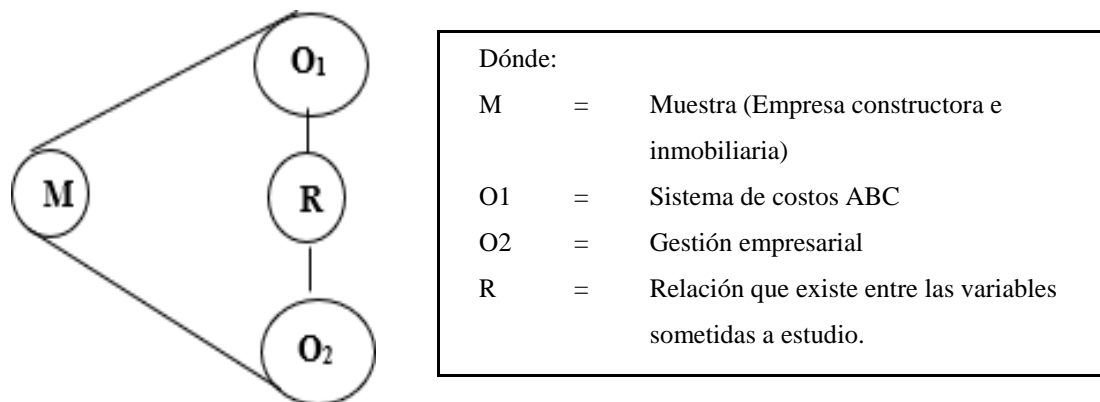 O₁
M
R
O₂
Dónde:
M = Muestra (Empresa constructora e
inmobiliaria)
O1 = Sistema de costos ABC
O2 = Gestión empresarial
R = Relación que existe entre las variables
sometidas a estudio.